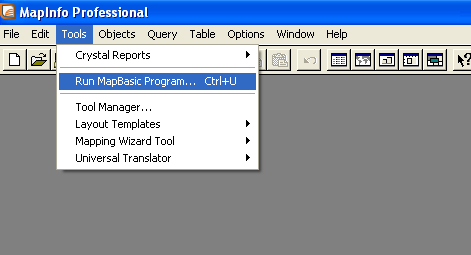 MapInfo Professional
File Edit Tools Objects Query Table Options Window Help
Crystal Reports
Run MapBasic Program... Ctrl+U
Tool Manager...
Layout Templates
Mapping Wizard Tool
Universal Translator